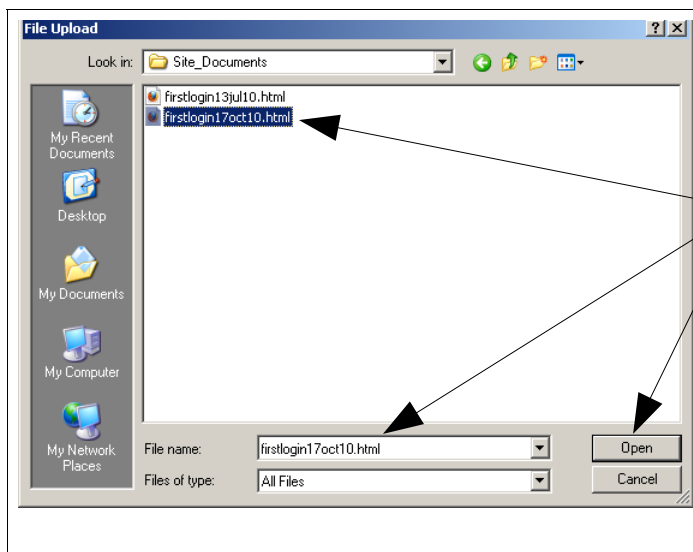 File Upload
Look in:
Site_Documents
firstlogin13jul10.html
firstlogin17oct10.html
My Recent
Documents
Desktop
My Documents
My Computer
My Network
Places
File name:
firstlogin17oct10.html
Open
Files of type:
All Files
Cancel